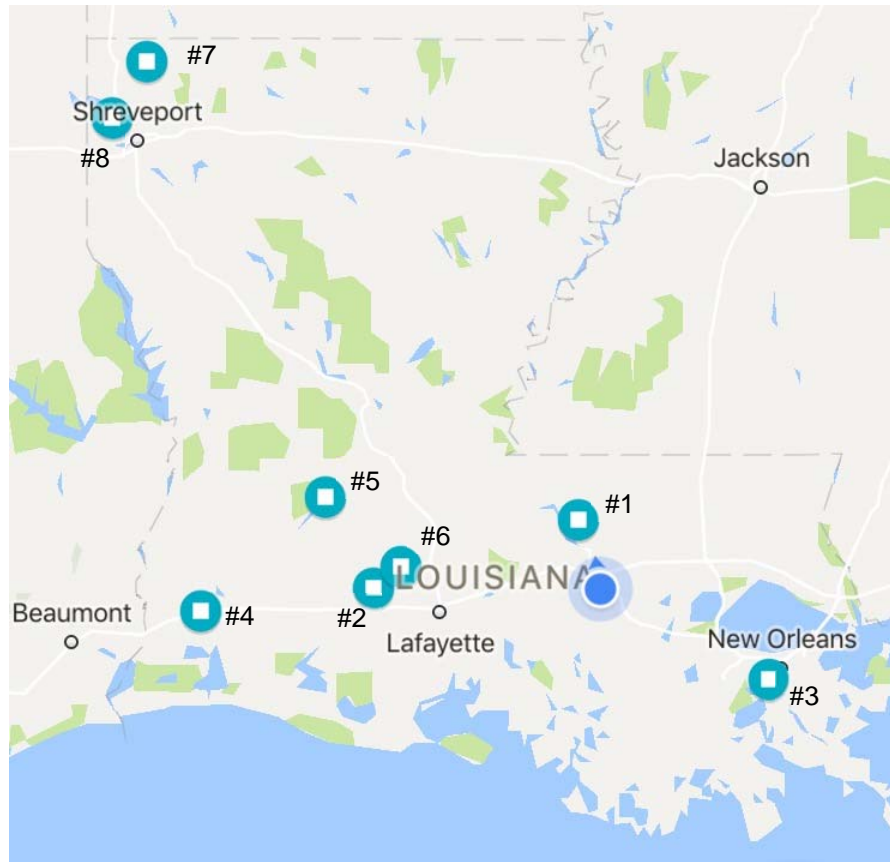 #7
Shreveport
#8
Jackson
#5
#1
#6
LOUISIANA
#2
#4
Beaumont
Lafayette
New Orleans
#3